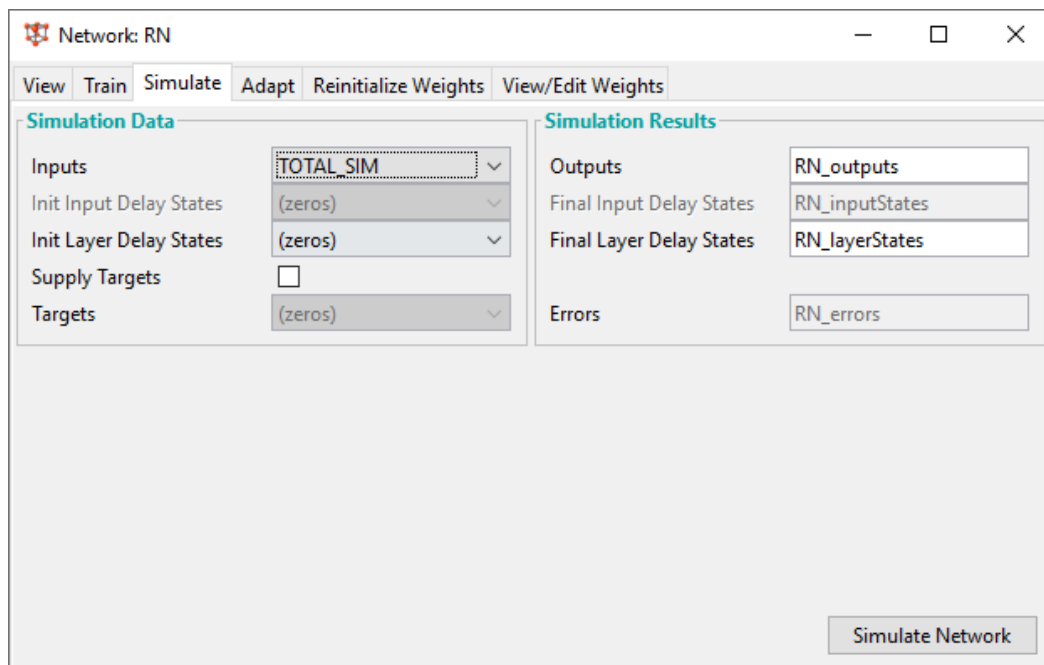 Network: RN
View Train Simulate Adapt Reinitialize Weights View/Edit Weights
Simulation Data
Inputs TOTAL_SIM
Init Input Delay States (zeros)
Init Layer Delay States (zeros)
Supply Targets
Targets (zeros)
Simulation Results
Outputs RN_outputs
Final Input Delay States RN_inputStates
Final Layer Delay States RN_layerStates
Errors RN_errors
Simulate Network